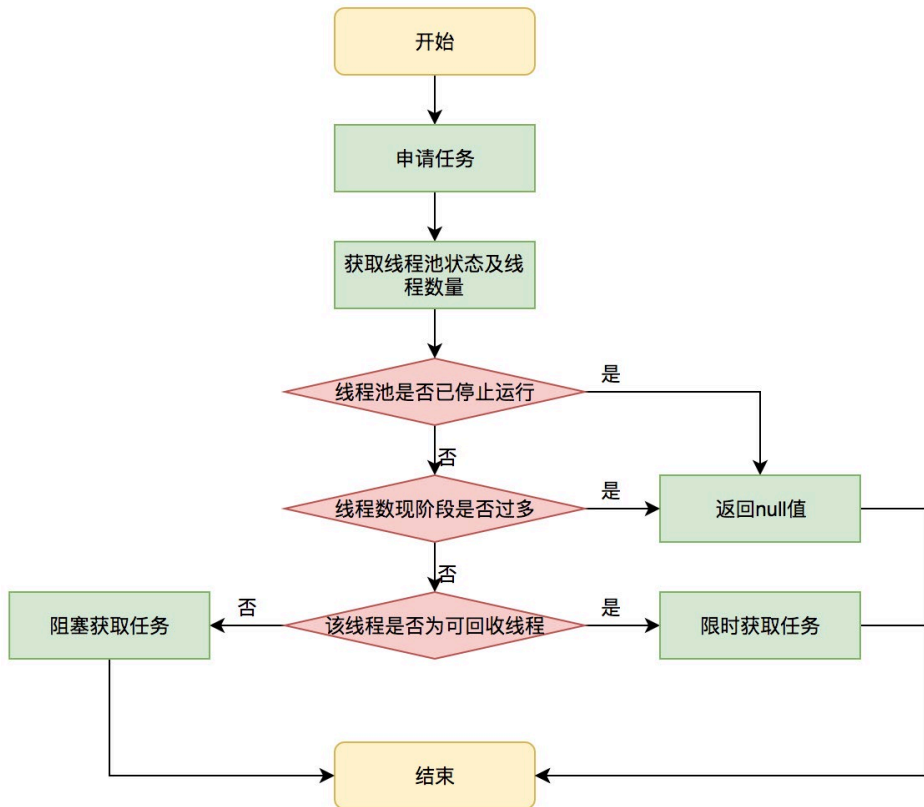 开始
申请任务
获取线程池状态及线
程数量
线程池是否已停止运行
是
否
线程数现阶段是否过多
是
返回null值
否
阻塞获取任务
否
该线程是否为可回收线程
是
限时获取任务
结束